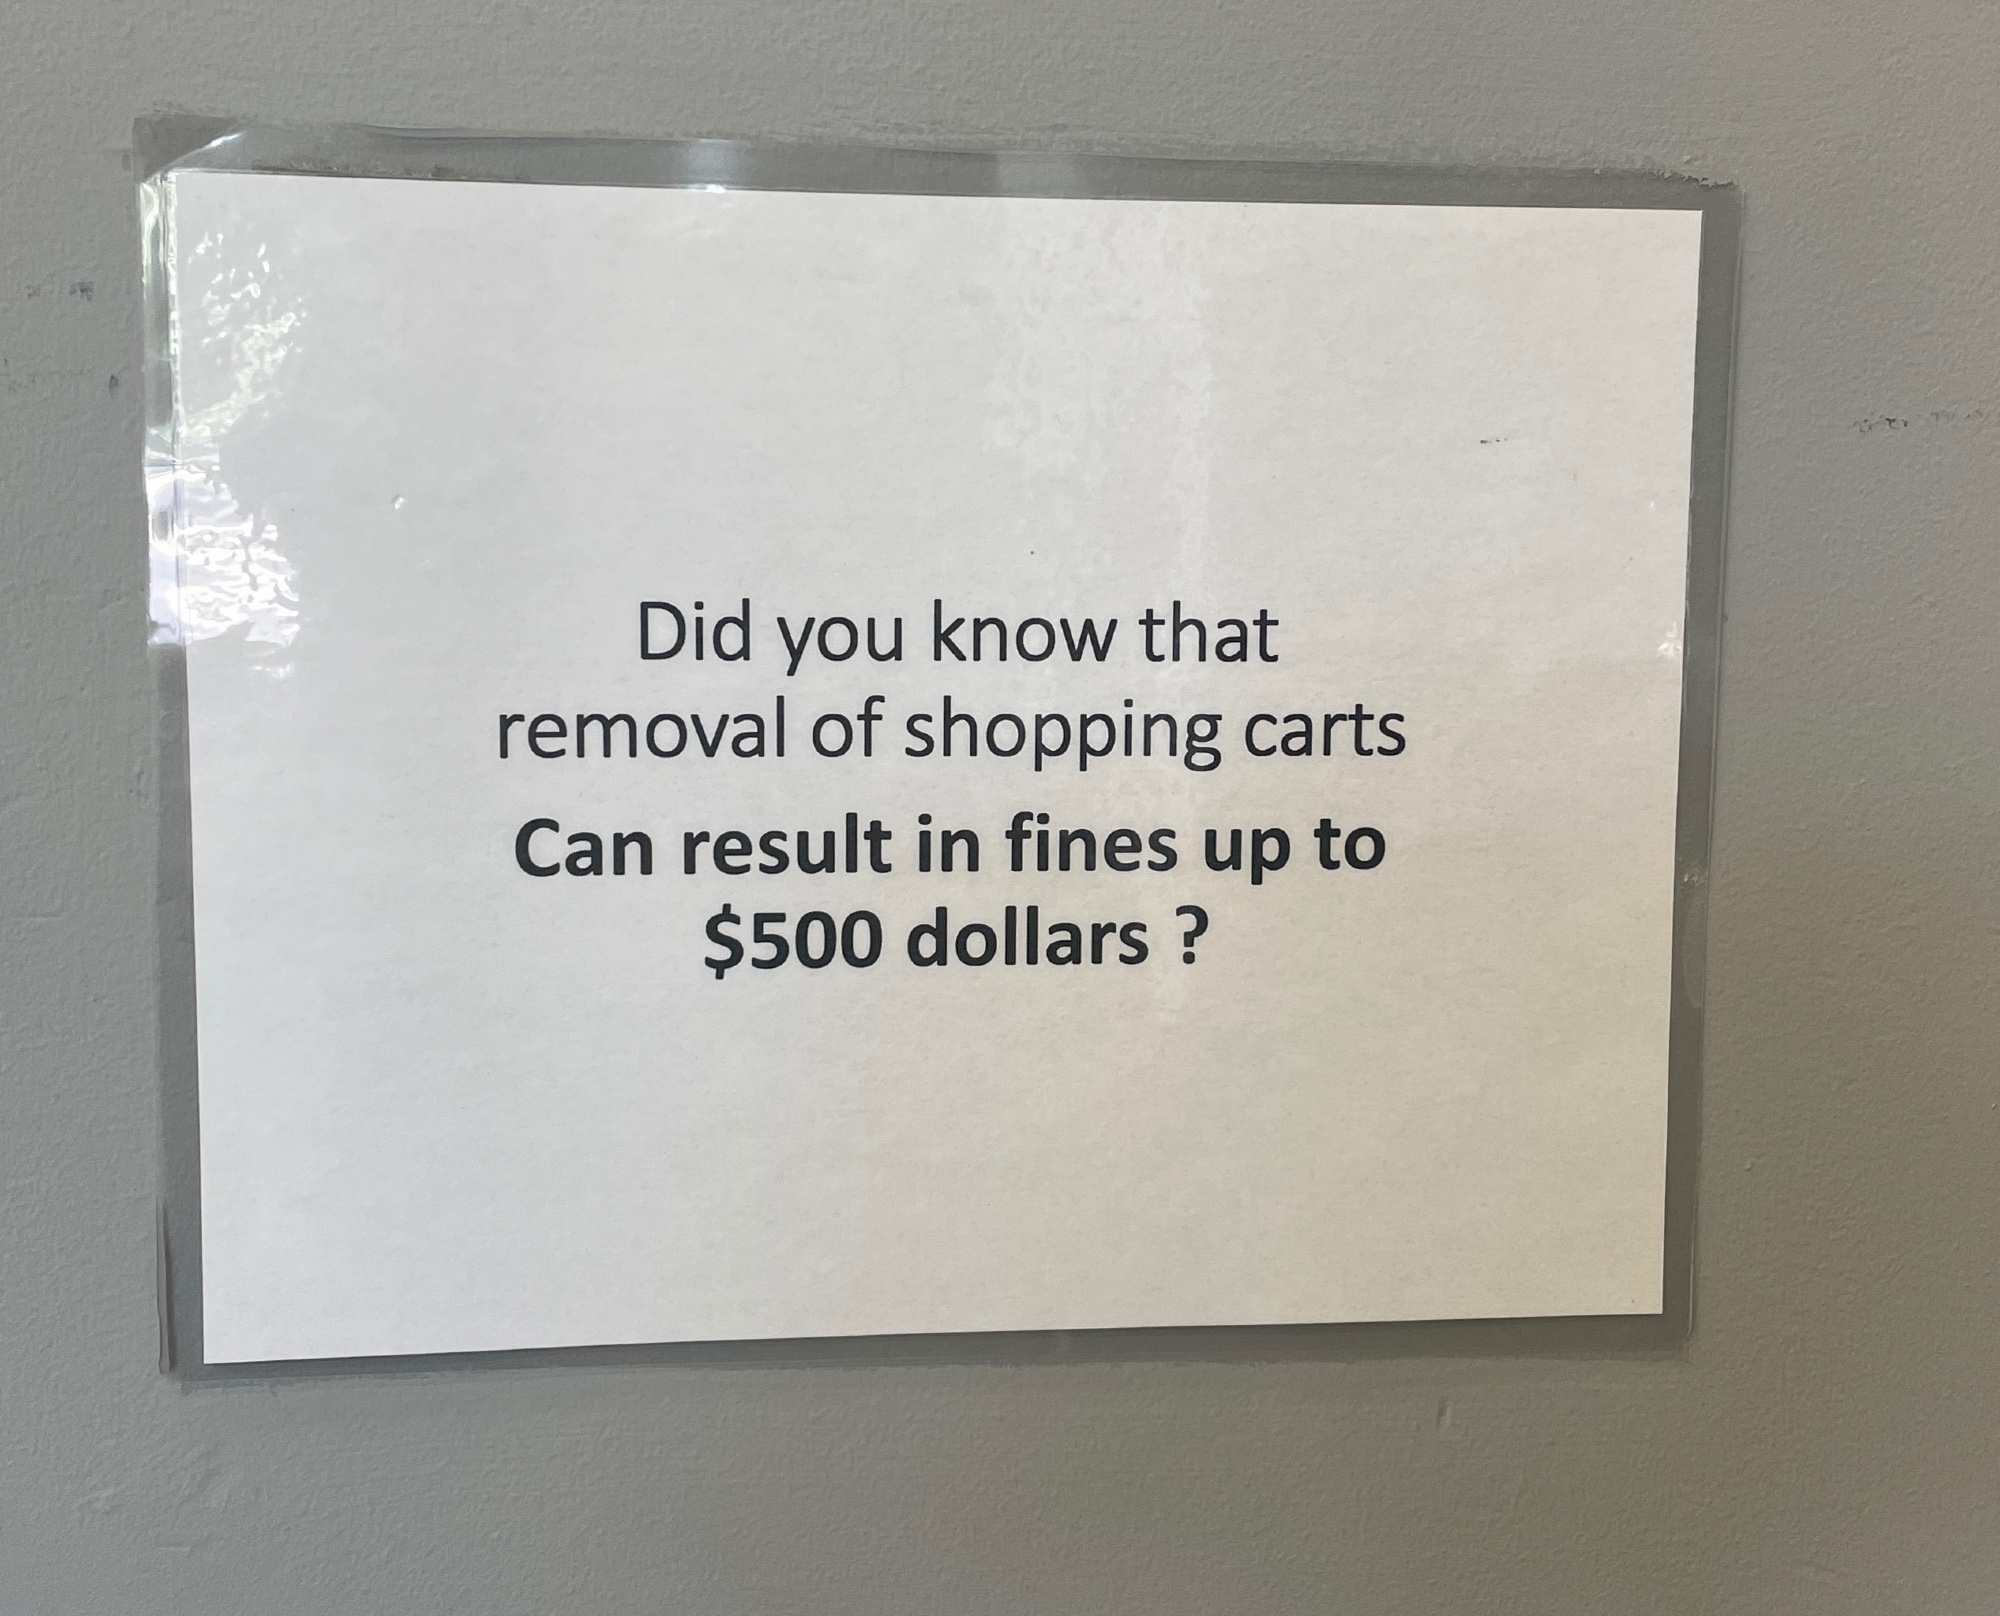 Did you know that
removal of shopping carts
Can result in fines up to
$500 dollars ?